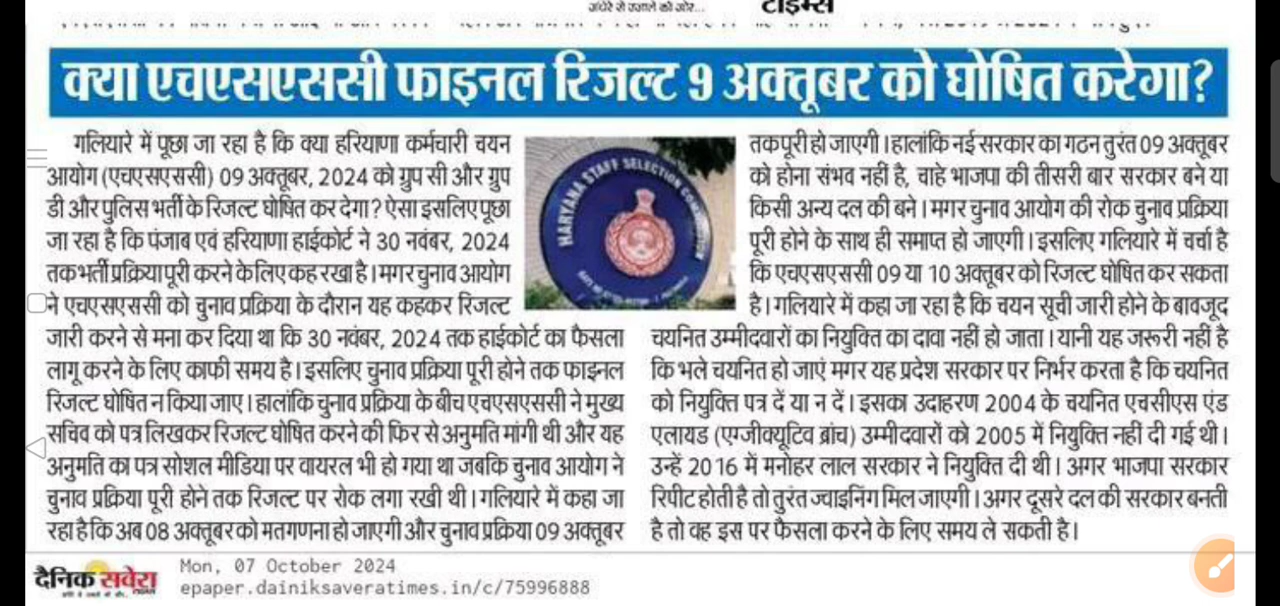 अंधेरे से उजाले की ओर...
टाइम्स
क्या एचएसएससी फाइनल रिजल्ट 9 अक्तूबर को घोषित करेगा?
गलियारे में पूछा जा रहा है कि क्या हरियाणा कर्मचारी चयन
आयोग (एचएसएससी) 09 अक्तूबर, 2024 को ग्रुप सी और ग्रुप
डी और पुलिस भर्ती के रिजल्ट घोषित कर देगा? ऐसा इसलिए पूछा
जा रहा है कि पंजाब एवं हरियाणा हाईकोर्ट ने 30 नवंबर, 2024
तक भर्ती प्रक्रिया पूरी करने के लिए कह रखा है। मगर चुनाव आयोग
ने एचएसएससी को चुनाव प्रक्रिया के दौरान यह कहकर रिजल्ट
जारी करने से मना कर दिया था कि 30 नवंबर, 2024 तक हाईकोर्ट का फैसला
लागू करने के लिए काफी समय है। इसलिए चुनाव प्रक्रिया पूरी होने तक फाइनल
रिजल्ट घोषित न किया जाए। हालांकि चुनाव प्रक्रिया के बीच एचएसएससी ने मुख्य
सचिव को पत्र लिखकर रिजल्ट घोषित करने की फिर से अनुमति मांगी थी और यह
अनुमति का पत्र सोशल मीडिया पर वायरल भी हो गया था जबकि चुनाव आयोग ने
चुनाव प्रक्रिया पूरी होने तक रिजल्ट पर रोक लगा रखी थी। गलियारे में कहा जा
रहा है कि अब 08 अक्तूबर को मतगणना हो जाएगी और चुनाव प्रक्रिया 09 अक्तूबर
HARYANA STAFF SELECTION COMMISSION
तक पूरी हो जाएगी। हालांकि नई सरकार का गठन तुरंत 09 अक्तूबर
को होना संभव नहीं है, चाहे भाजपा की तीसरी बार सरकार बने या
किसी अन्य दल की बने। मगर चुनाव आयोग की रोक चुनाव प्रक्रिया
पूरी होने के साथ ही समाप्त हो जाएगी। इसलिए गलियारे में चर्चा है
कि एचएसएससी 09 या 10 अक्तूबर को रिजल्ट घोषित कर सकता
है। गलियारे में कहा जा रहा है कि चयन सूची जारी होने के बावजूद
चयनित उम्मीदवारों का नियुक्ति का दावा नहीं हो जाता। यानी यह जरूरी नहीं है
कि भले चयनित हो जाएं मगर यह प्रदेश सरकार पर निर्भर करता है कि चयनित
को नियुक्ति पत्र दें या न दें। इसका उदाहरण 2004 के चयनित एचसीएस एंड
एलायड (एग्जीक्यूटिव ब्रांच) उम्मीदवारों को 2005 में नियुक्ति नहीं दी गई थी।
उन्हें 2016 में मनोहर लाल सरकार ने नियुक्ति दी थी। अगर भाजपा सरकार
रिपीट होती है तो तुरंत ज्वाइनिंग मिल जाएगी। अगर दूसरे दल की सरकार बनती
है तो वह इस पर फैसला करने के लिए समय ले सकती है।
दैनिक सवेरा
Mon, 07 October 2024
epaper.dainiksaveratimes.in/c/75996888